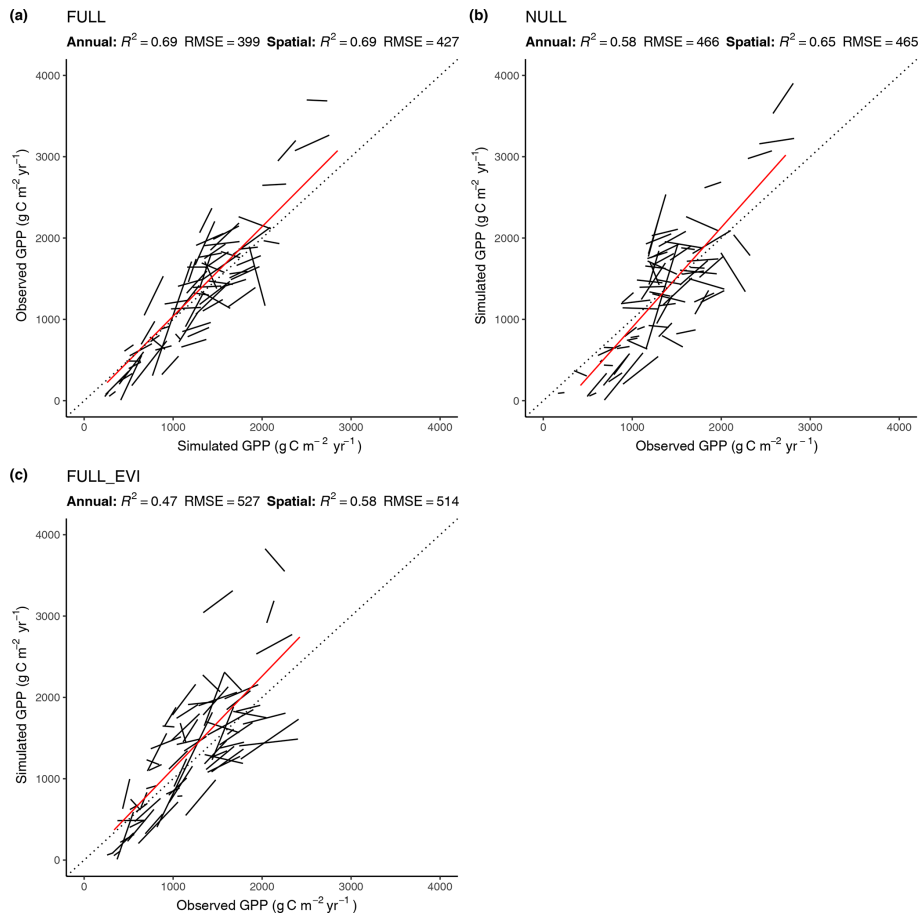 (a) FULL
Annual: R² = 0.69 RMSE = 399 Spatial: R² = 0.69 RMSE = 427
4000
3000
2000
1000
0
Observed GPP (g C m⁻² yr⁻¹)
0 1000 2000 3000 4000
Simulated GPP (g C m⁻² yr⁻¹)
(b) NULL
Annual: R² = 0.58 RMSE = 466 Spatial: R² = 0.65 RMSE = 465
4000
3000
2000
1000
0
Simulated GPP (g C m⁻² yr⁻¹)
0 1000 2000 3000 4000
Observed GPP (g C m⁻² yr⁻¹)
(c) FULL_EVI
Annual: R² = 0.47 RMSE = 527 Spatial: R² = 0.58 RMSE = 514
4000
3000
2000
1000
0
Simulated GPP (g C m⁻² yr⁻¹)
0 1000 2000 3000 4000
Observed GPP (g C m⁻² yr⁻¹)